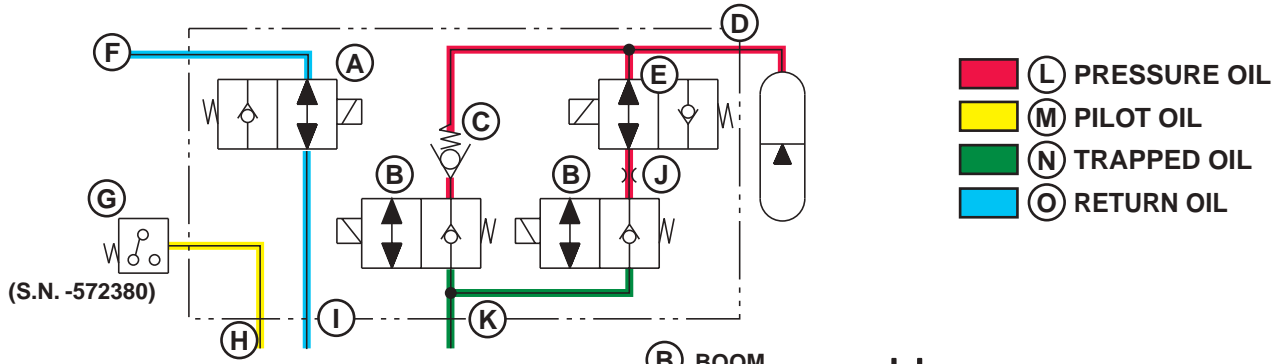 D
F
A
E
L PRESSURE OIL
C
M PILOT OIL
B
B
J
N TRAPPED OIL
G
O RETURN OIL
(S.N. -572380)
H
I
K
B BOOM